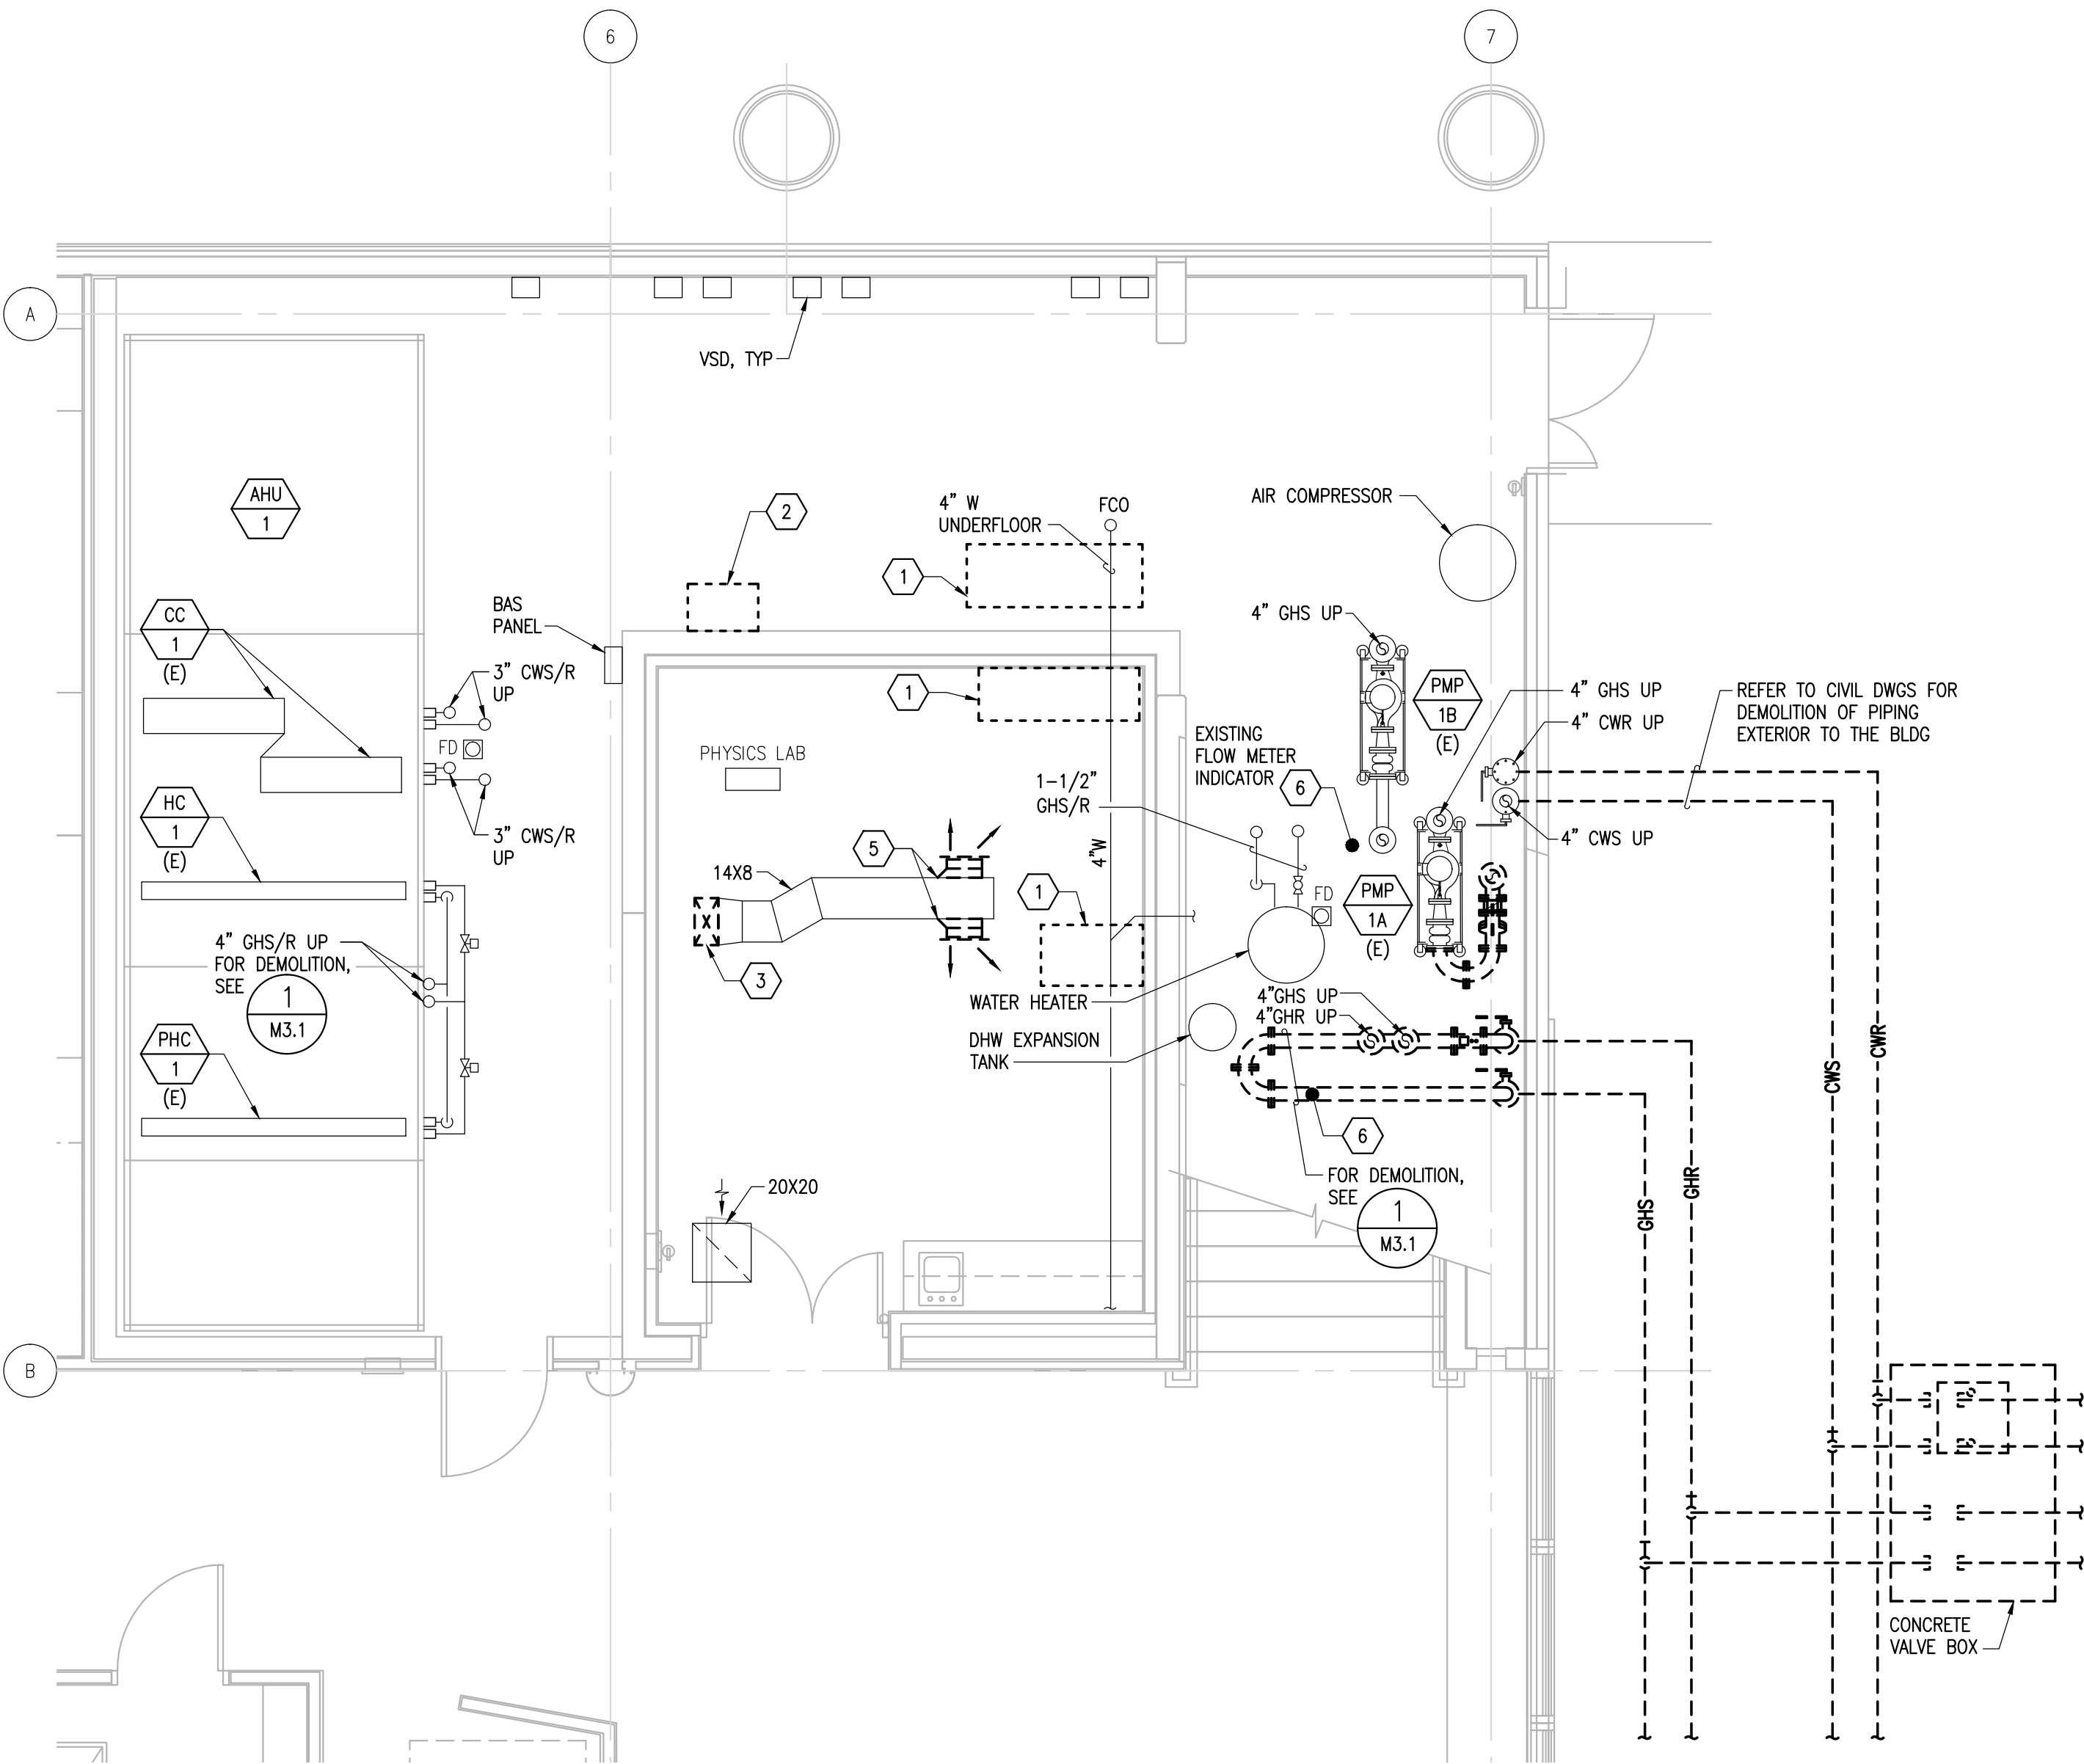 6
7
A
VSD, TYP
AHU
1
2
4" W
UNDERFLOOR
FCO
AIR COMPRESSOR
1
CC
1
(E)
BAS
PANEL
4" GHS UP
3" CWS/R
UP
1
PMP
1B
(E)
4" GHS UP
4" CWR UP
REFER TO CIVIL DWGS FOR
DEMOLITION OF PIPING
EXTERIOR TO THE BLDG
FD
PHYSICS LAB
EXISTING
FLOW METER
INDICATOR
6
1-1/2"
GHS/R
HC
1
(E)
3" CWS/R
UP
5
4"W
4" CWS UP
14X8
1
FD
PMP
1A
(E)
4" GHS/R UP
FOR DEMOLITION,
SEE
1
M3.1
3
WATER HEATER
4"GHS UP
4"GHR UP
PHC
1
(E)
DHW EXPANSION
TANK
CWR
CWS
6
20X20
FOR DEMOLITION,
SEE
1
M3.1
GHR
GHS
B
CONCRETE
VALVE BOX